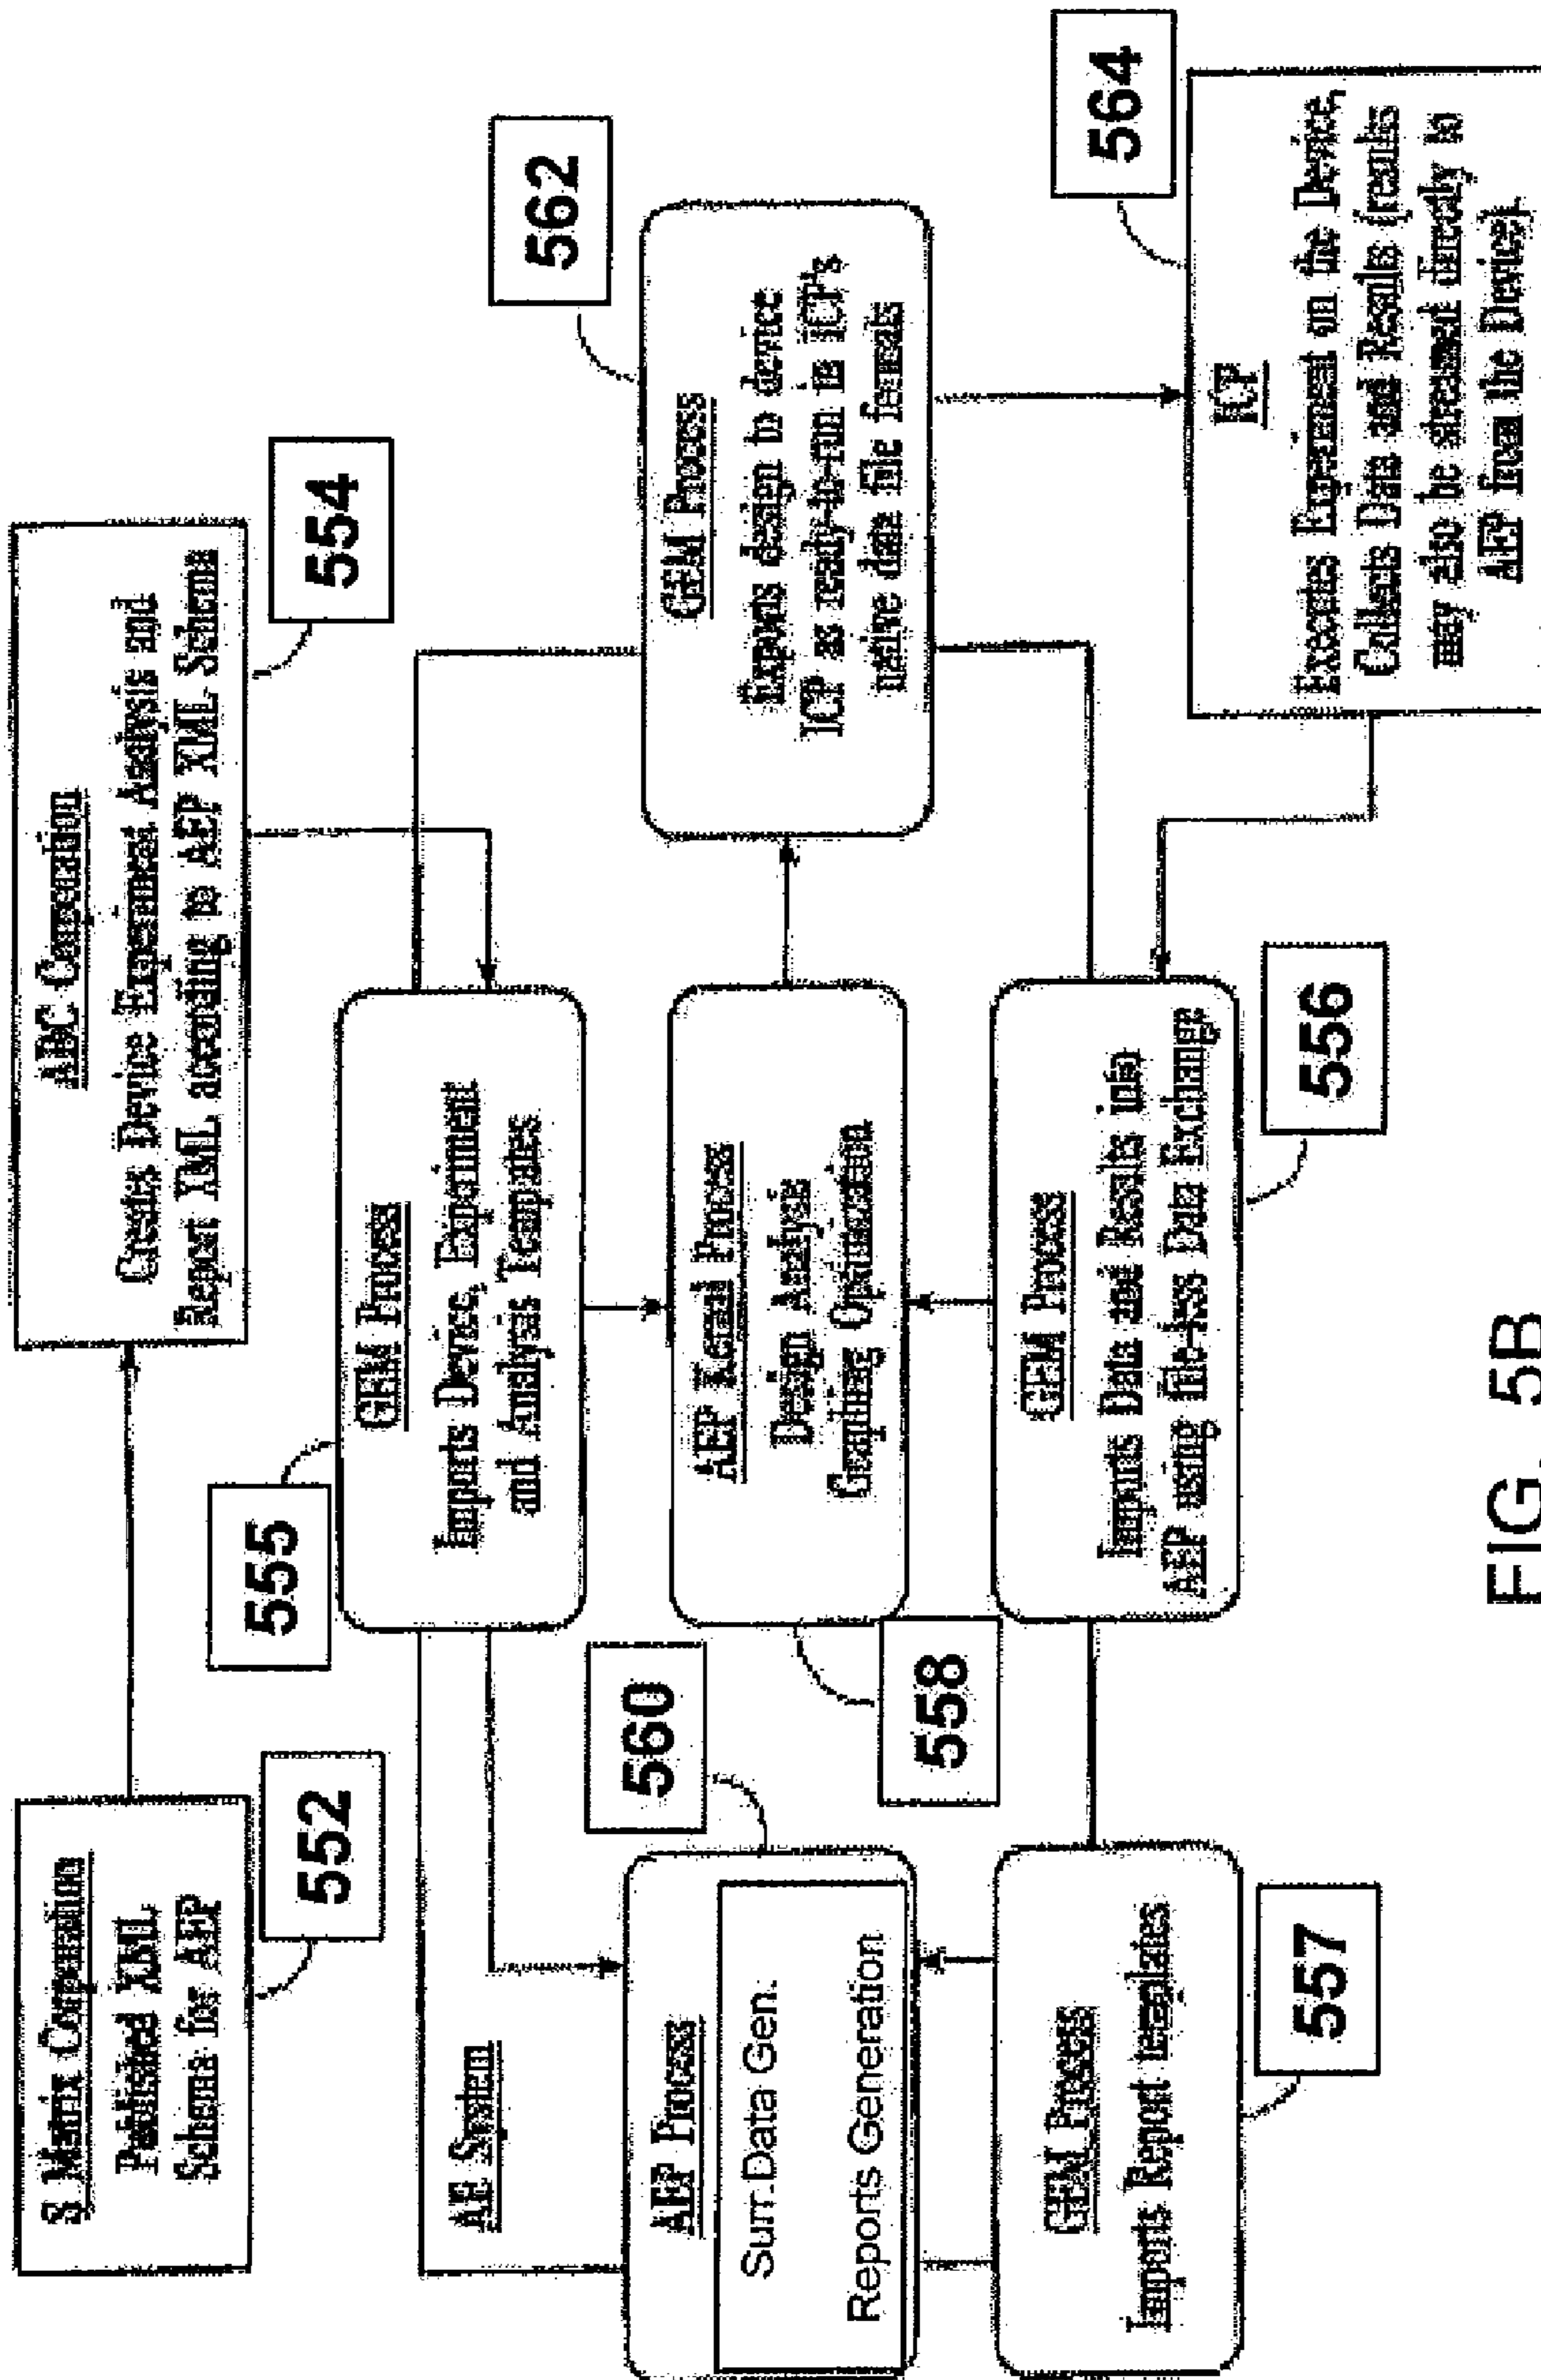 S Matrix Corporation
Published XML
Schema for AEP
552
ABC Corporation
Creates Device Experiment Analysis and
Report XML according to AEP XML Schema
554
555
GEM Process
Imports Device, Experiment
and Analysis Templates
AE System
AEP Process
Sum Data Gen.
Reports Generation
560
AEP Kernal Process
Design Analysis
Graphing Optimization
558
GEM Process
Exports design to device
ICP as ready-to-run in ICP's
native data file formats
562
GEM Process
Imports Report templates
557
GEM Process
Imports Data and Results into
AEP using file-less Data Exchange
556
ICP
Executes Experiment on the Device,
Collects Data and Results (results
may also be streamed directly to
AEP from the Device)
564
FIG. 5B